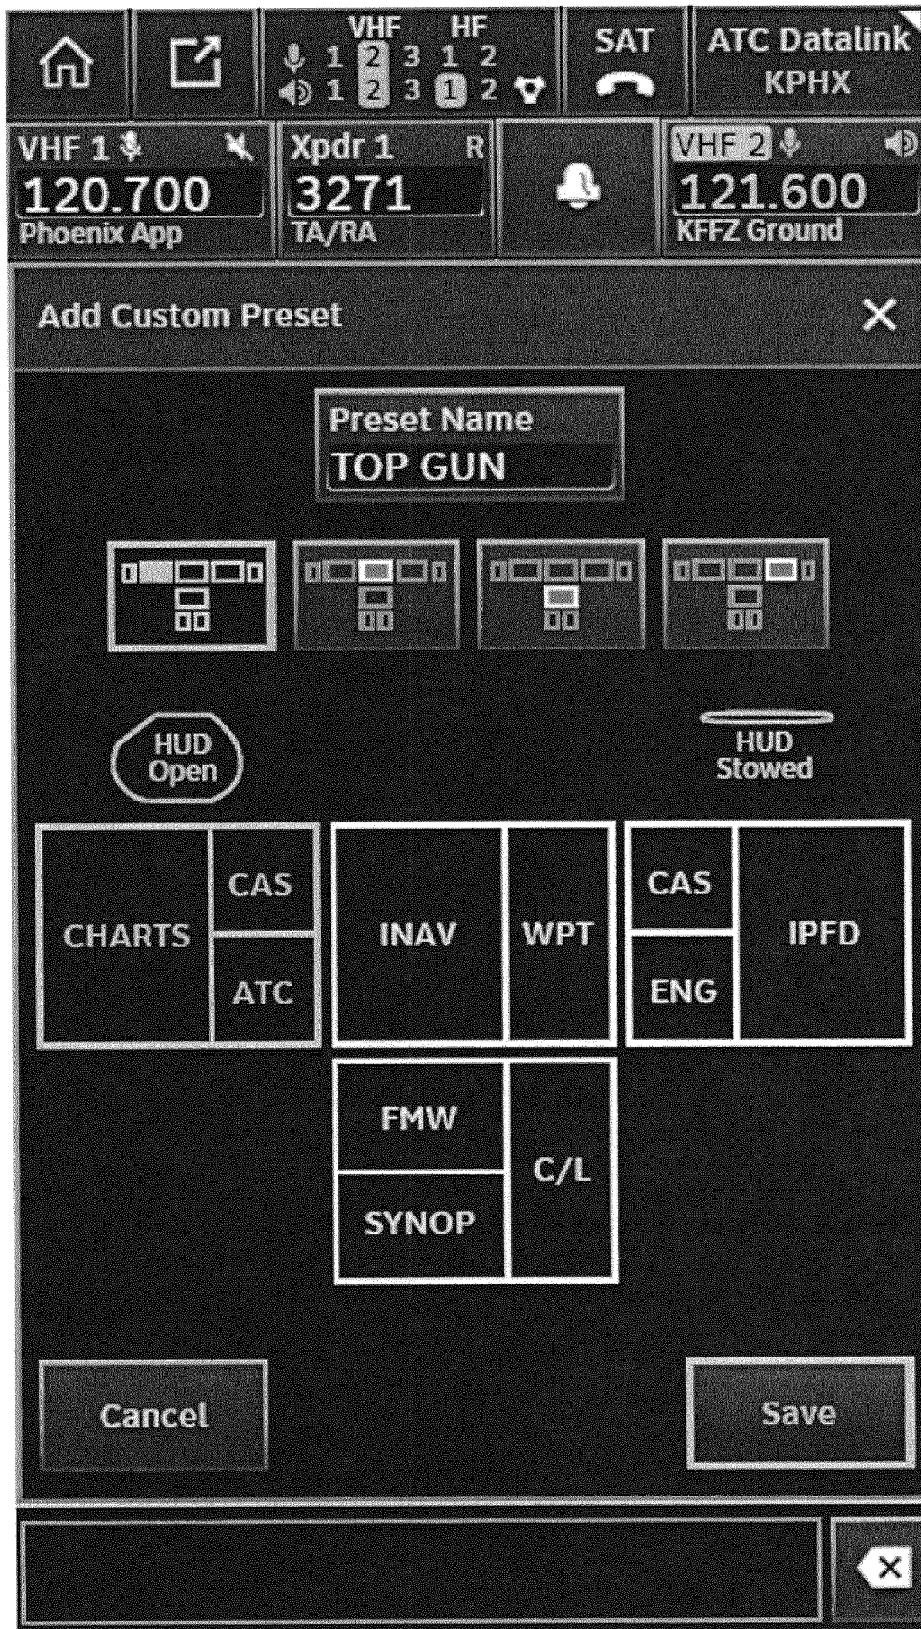 VHF HF
1 2 3 1 2
1 2 3 1 2
SAT
ATC Datalink
KPHX
VHF 1
120.700
Phoenix App
Xpdr 1 R
3271
TA/RA
VHF 2
121.600
KFFZ Ground
Add Custom Preset
Preset Name
TOP GUN
HUD
Open
HUD
Stowed
CHARTS
CAS
ATC
INAV
WPT
CAS
ENG
IPFD
FMW
SYNOP
C/L
Cancel
Save